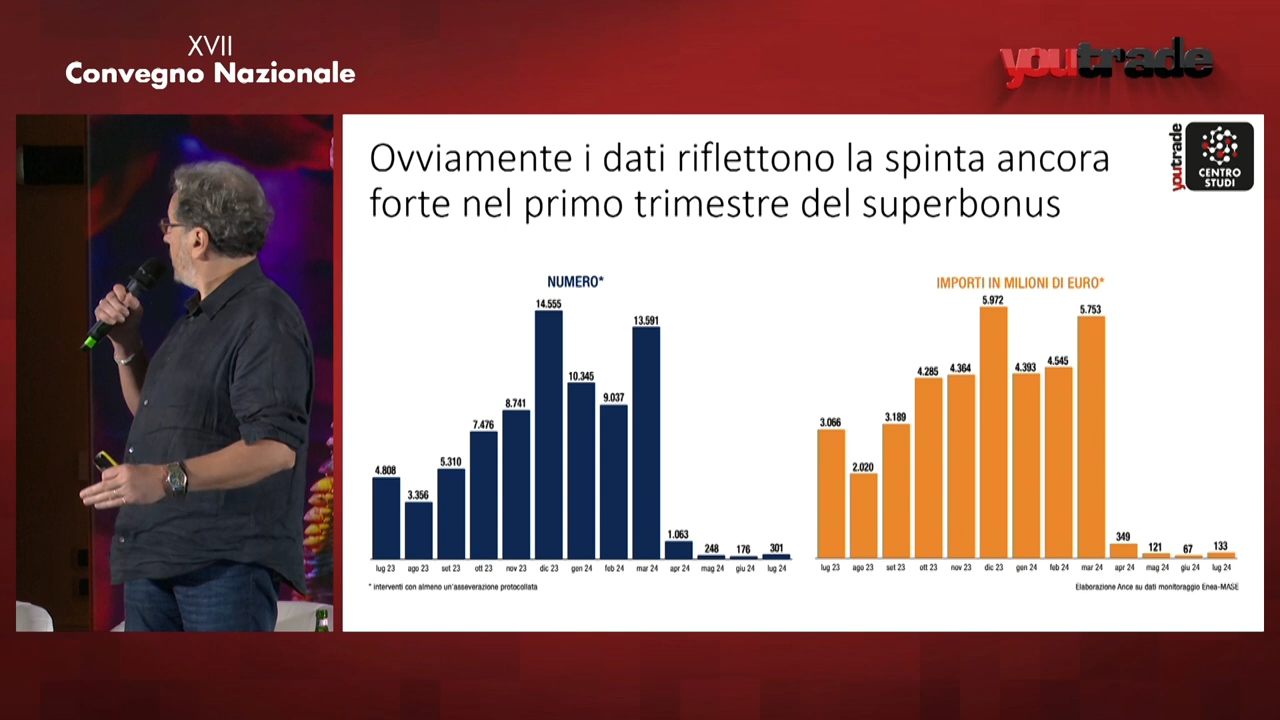 XVII
Convegno Nazionale
youtrade
Ovviamente i dati riflettono la spinta ancora
forte nel primo trimestre del superbonus
youtrade
CENTRO
STUDI
NUMERO*
14.555
13.591
10.345
9.037
8.741
7.476
5.310
4.808
3.356
1.063
248
176
301
lug 23 ago 23 set 23 ott 23 nov 23 dic 23 gen 24 feb 24 mar 24 apr 24 mag 24 giu 24 lug 24
* interventi con almeno un'asseverazione protocollata
IMPORTI IN MILIONI DI EURO*
5.972
5.753
4.545
4.393
4.364
4.285
3.189
3.066
2.020
349
121
67
133
lug 23 ago 23 set 23 ott 23 nov 23 dic 23 gen 24 feb 24 mar 24 apr 24 mag 24 giu 24 lug 24
Elaborazione Ance su dati monitoraggio Enea-MASE